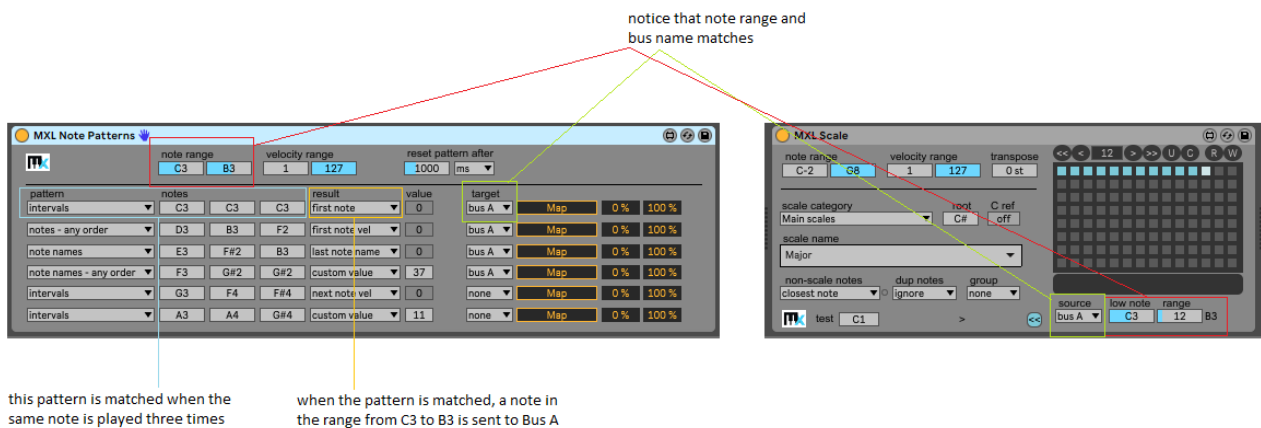 notice that note range and
bus name matches
MXL Note Patterns
note range velocity range reset pattern after
C3 B3 1 127 1000 ms
pattern notes result value target
intervals C3 C3 C3 first note 0 bus A Map 0 % 100 %
notes - any order D3 B3 F2 first note vel 0 bus A Map 0 % 100 %
note names E3 F#2 B3 last note name 0 bus A Map 0 % 100 %
note names - any order F3 G#2 G#2 custom value 37 bus A Map 0 % 100 %
intervals G3 F4 F#4 next note vel 0 none Map 0 % 100 %
intervals A3 A4 G#4 custom value 11 none Map 0 % 100 %
MXL Scale
note range velocity range transpose << < 12 > >> U C R W
C-2 G8 1 127 0 st
scale category root C ref
Main scales C# off
scale name
Major
non-scale notes dup notes group
closest note ignore none
source low note range
bus A C3 12 B3
mx test C1 > <<
this pattern is matched when the
same note is played three times
when the pattern is matched, a note in
the range from C3 to B3 is sent to Bus A